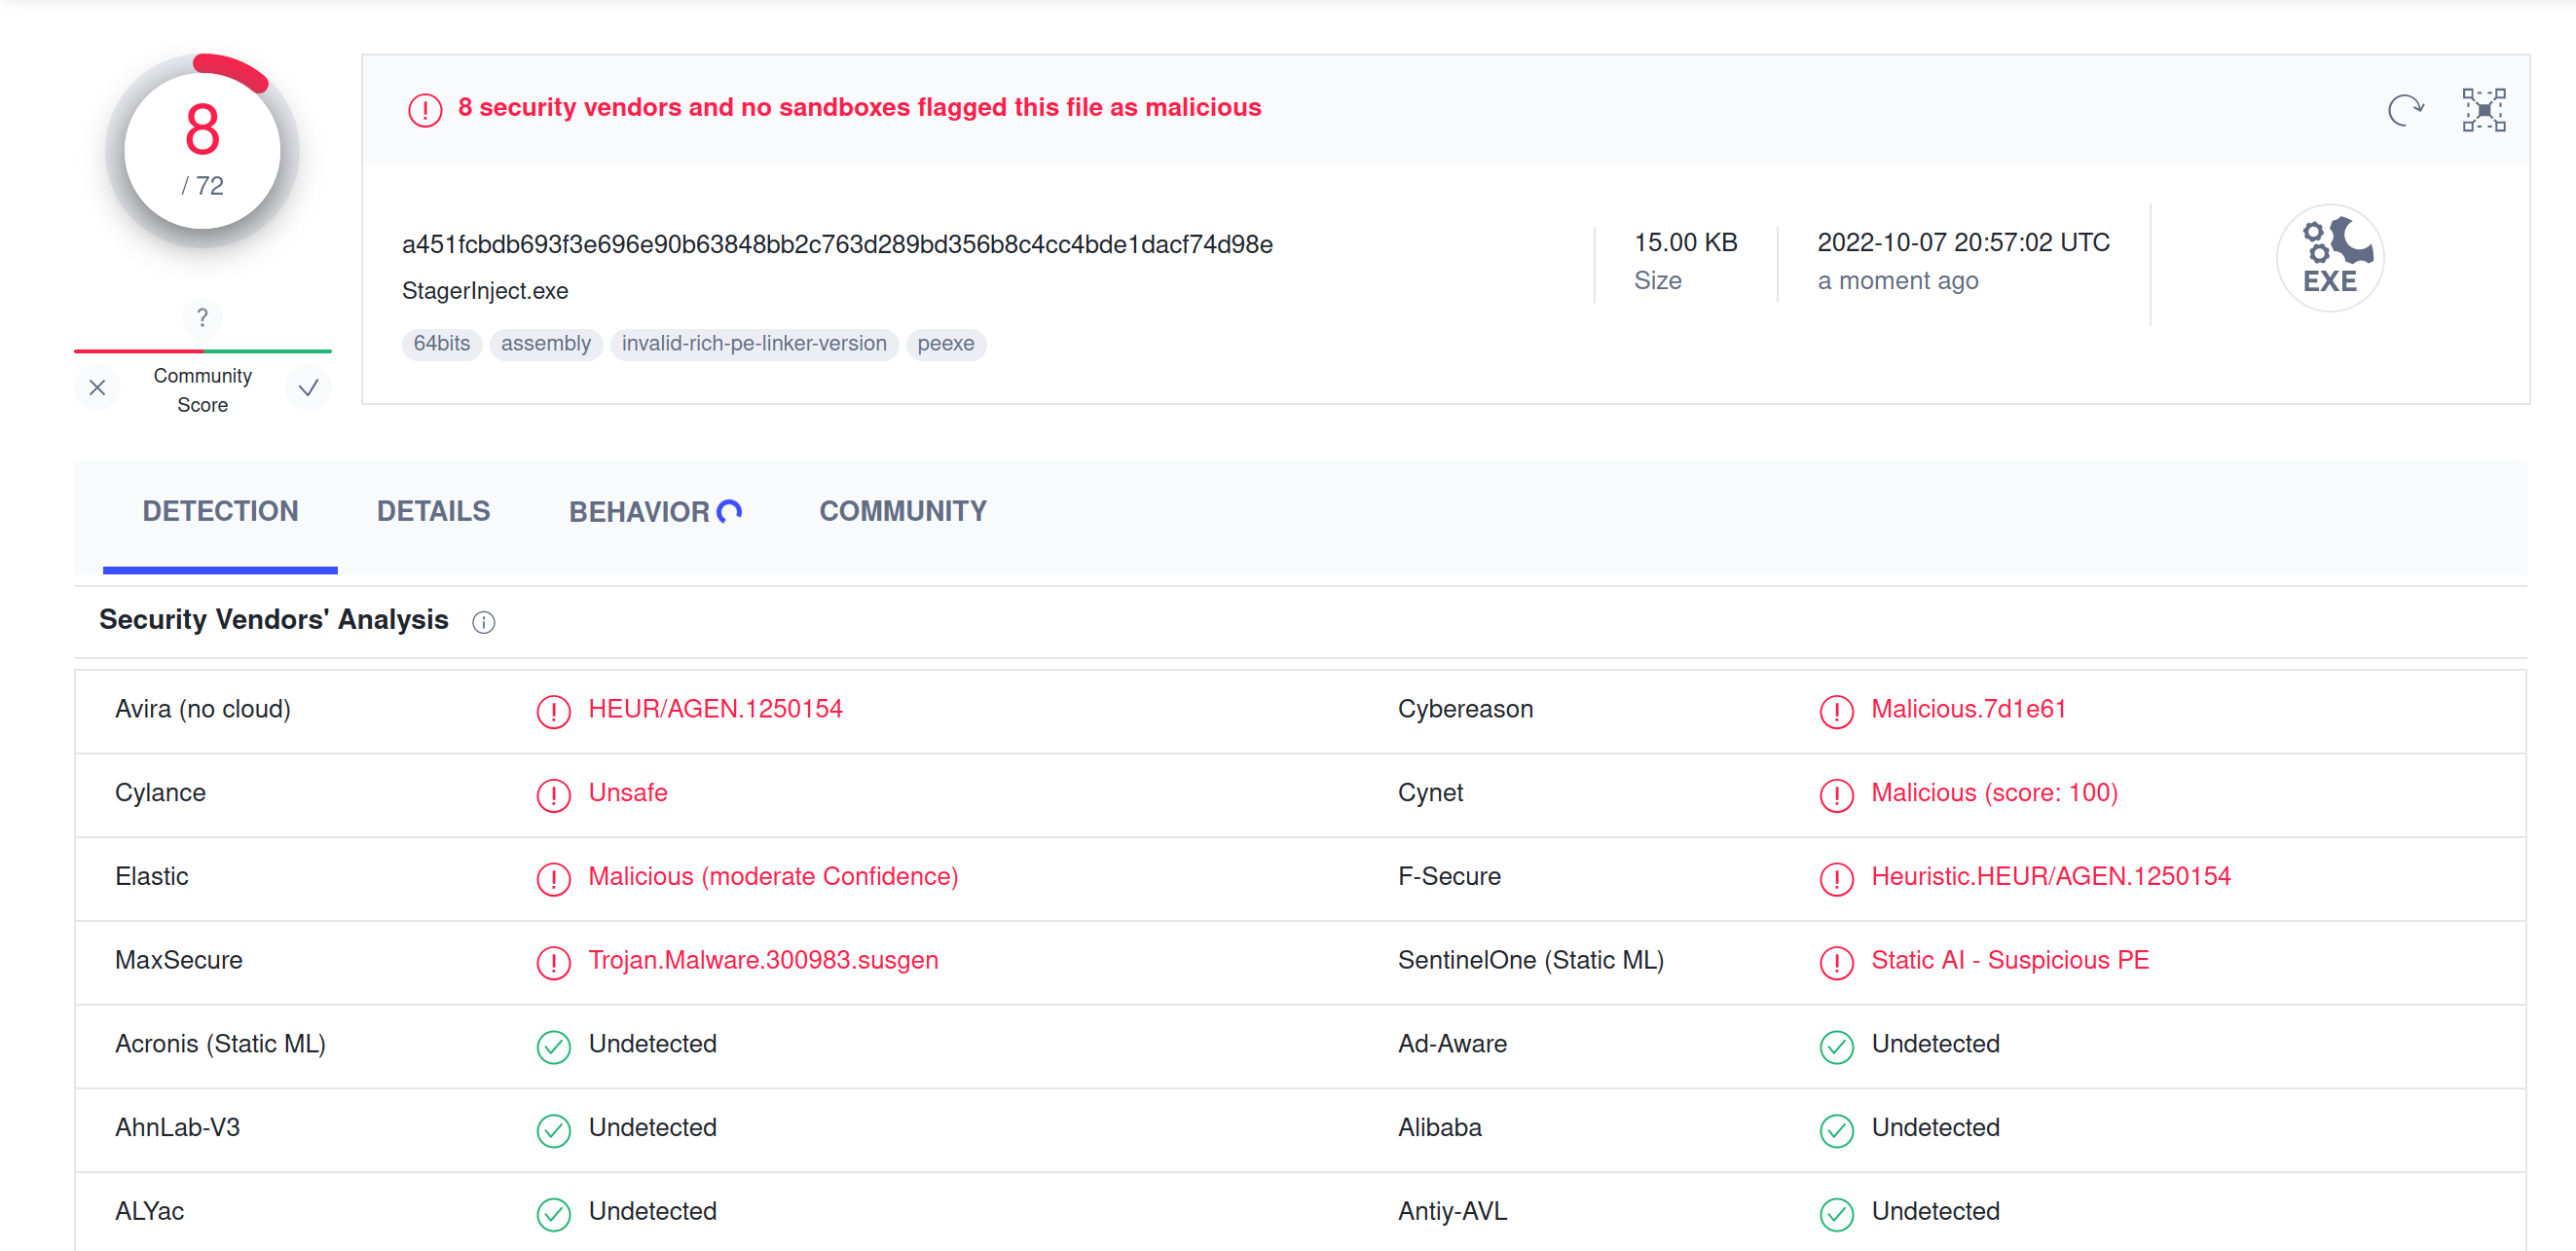 8
/ 72
?
Community
Score
8 security vendors and no sandboxes flagged this file as malicious
a451fcbdb693f3e696e90b63848bb2c763d289bd356b8c4cc4bde1dacf74d98e
StagerInject.exe
64bits assembly invalid-rich-pe-linker-version peexe
15.00 KB
Size
2022-10-07 20:57:02 UTC
a moment ago
EXE
DETECTION DETAILS BEHAVIOR COMMUNITY
Security Vendors' Analysis
Avira (no cloud) HEUR/AGEN.1250154 Cybereason Malicious.7d1e61
Cylance Unsafe Cynet Malicious (score: 100)
Elastic Malicious (moderate Confidence) F-Secure Heuristic.HEUR/AGEN.1250154
MaxSecure Trojan.Malware.300983.susgen SentinelOne (Static ML) Static AI - Suspicious PE
Acronis (Static ML) Undetected Ad-Aware Undetected
AhnLab-V3 Undetected Alibaba Undetected
ALYac Undetected Antiy-AVL Undetected